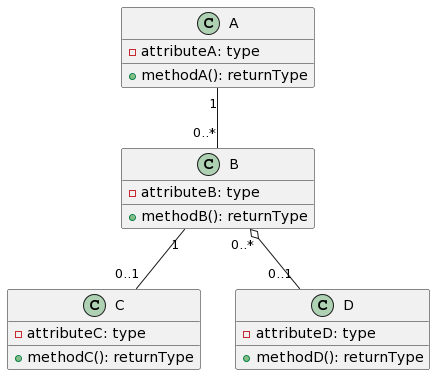 C A
attributeA: type
methodA(): returnType
1
0..*
C B
attributeB: type
methodB(): returnType
1
0..*
0..1
0..1
C C
attributeC: type
methodC(): returnType
C D
attributeD: type
methodD(): returnType